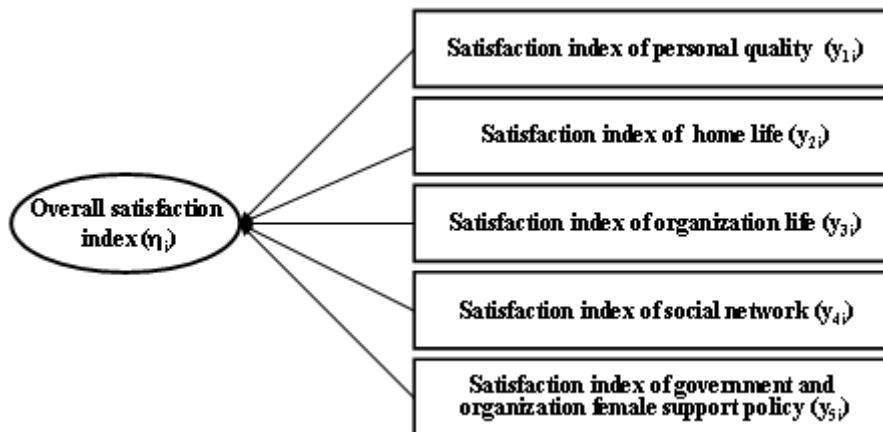 Satisfaction index of personal quality (y₁ᵢ)
Satisfaction index of home life (y₂ᵢ)
Overall satisfaction
index (ηᵢ)
Satisfaction index of organization life (y₃ᵢ)
Satisfaction index of social network (y₄ᵢ)
Satisfaction index of government and
organization female support policy (y₅ᵢ)